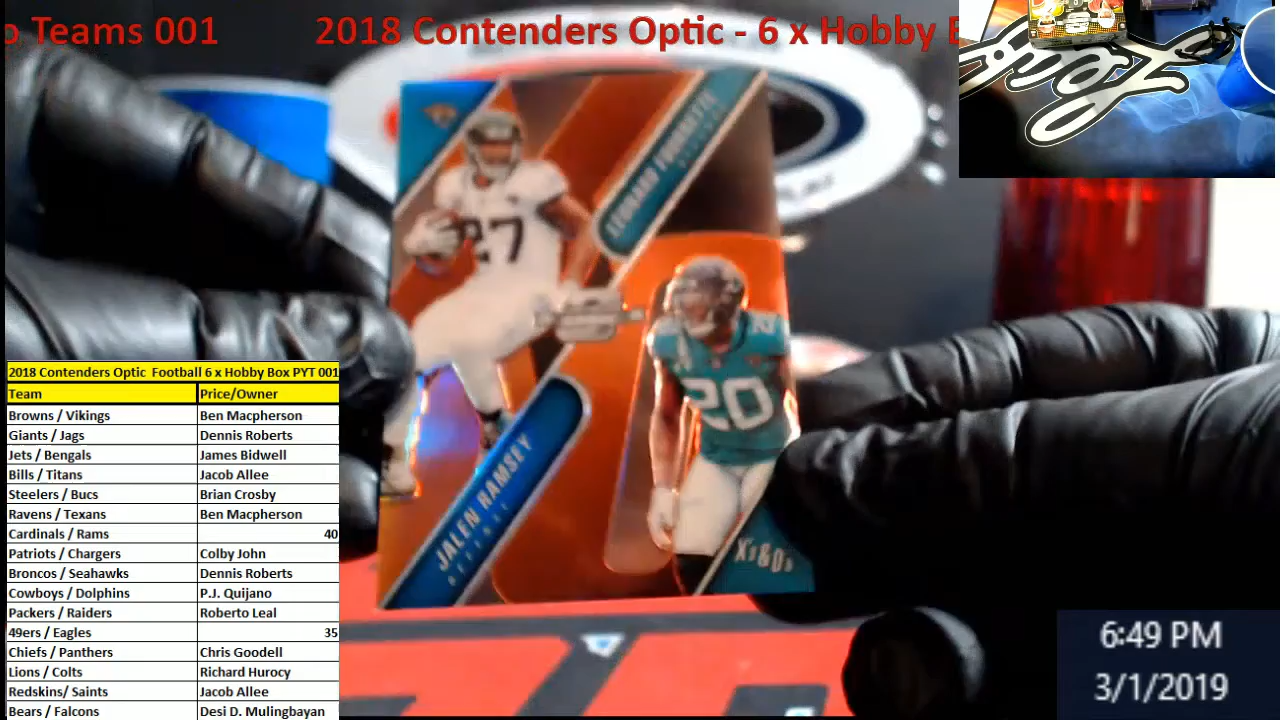 o Teams 001 2018 Contenders Optic - 6 x Hobby B
LEONARD FOURNETTE
27
20
JALEN RAMSEY
DEFENSE
X's & O's
2018 Contenders Optic Football 6 x Hobby Box PYT 001
Team Price/Owner
Browns / Vikings Ben Macpherson
Giants / Jags Dennis Roberts
Jets / Bengals James Bidwell
Bills / Titans Jacob Allee
Steelers / Bucs Brian Crosby
Ravens / Texans Ben Macpherson
Cardinals / Rams 40
Patriots / Chargers Colby John
Broncos / Seahawks Dennis Roberts
Cowboys / Dolphins P.J. Quijano
Packers / Raiders Roberto Leal
49ers / Eagles 35
Chiefs / Panthers Chris Goodell
Lions / Colts Richard Hurocy
Redskins/ Saints Jacob Allee
Bears / Falcons Desi D. Mulingbayan
6:49 PM
3/1/2019